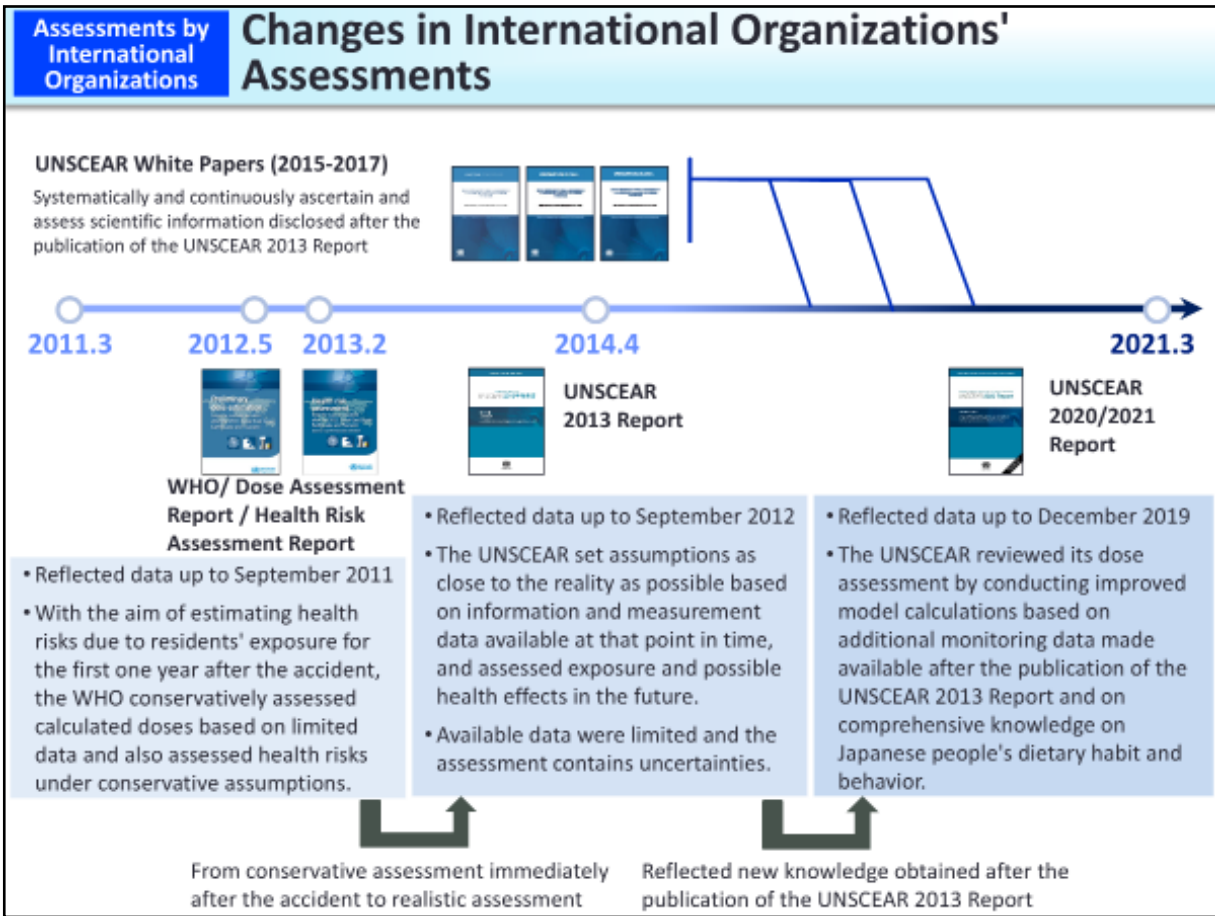 Assessments by
International
Organizations
Changes in International Organizations'
Assessments
UNSCEAR White Papers (2015-2017)
Systematically and continuously ascertain and
assess scientific information disclosed after the
publication of the UNSCEAR 2013 Report
2011.3
2012.5
2013.2
2014.4
2021.3
UNSCEAR
2013 Report
UNSCEAR
2020/2021
Report
WHO/ Dose Assessment
Report / Health Risk
Assessment Report
• Reflected data up to September 2011
• With the aim of estimating health
risks due to residents' exposure for
the first one year after the accident,
the WHO conservatively assessed
calculated doses based on limited
data and also assessed health risks
under conservative assumptions.
• Reflected data up to September 2012
• The UNSCEAR set assumptions as
close to the reality as possible based
on information and measurement
data available at that point in time,
and assessed exposure and possible
health effects in the future.
• Available data were limited and the
assessment contains uncertainties.
• Reflected data up to December 2019
• The UNSCEAR reviewed its dose
assessment by conducting improved
model calculations based on
additional monitoring data made
available after the publication of the
UNSCEAR 2013 Report and on
comprehensive knowledge on
Japanese people's dietary habit and
behavior.
From conservative assessment immediately
after the accident to realistic assessment
Reflected new knowledge obtained after the
publication of the UNSCEAR 2013 Report